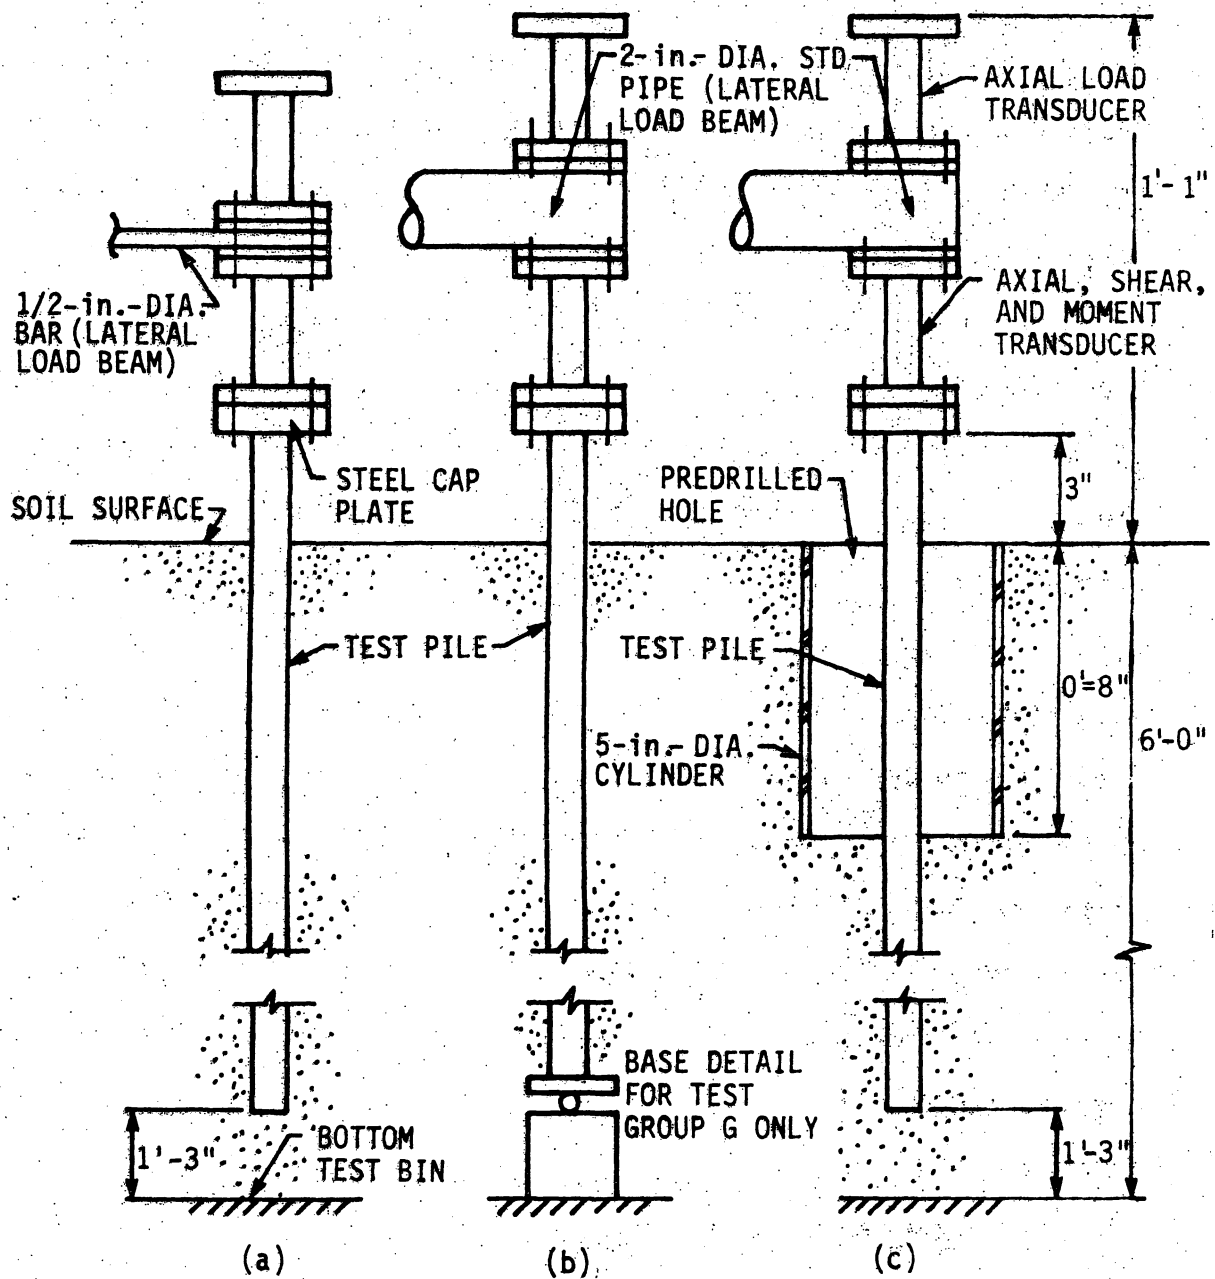 2-in.- DIA. STD
PIPE (LATERAL
LOAD BEAM)
AXIAL LOAD
TRANSDUCER
1'-1"
1/2-in.-DIA.
BAR (LATERAL
LOAD BEAM)
AXIAL, SHEAR,
AND MOMENT
TRANSDUCER
STEEL CAP
PLATE
PREDRILLED
HOLE
3"
SOIL SURFACE
TEST PILE
TEST PILE
0'=8"
5-in.- DIA.
CYLINDER
6'-0"
BASE DETAIL
FOR TEST
GROUP G ONLY
BOTTOM
TEST BIN
1'-3"
1'-3"
(a)
(b)
(c)